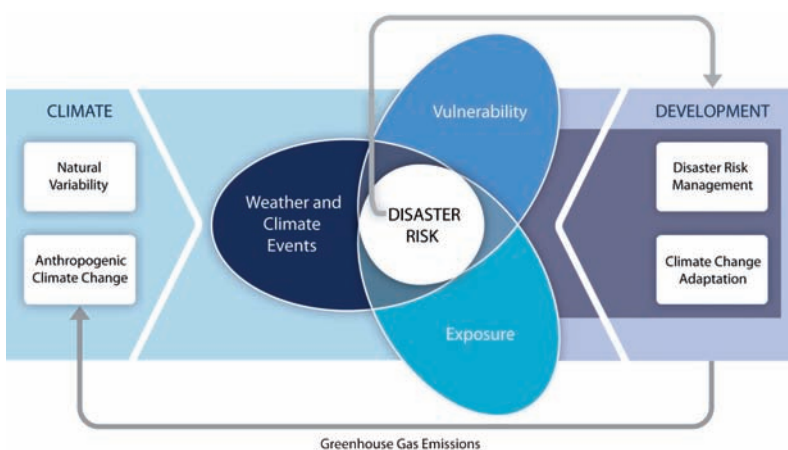 CLIMATE
Natural
Variability
Anthropogenic
Climate Change
Vulnerability
Weather and
Climate
Events
DISASTER
RISK
Exposure
DEVELOPMENT
Disaster Risk
Management
Climate Change
Adaptation
Greenhouse Gas Emissions